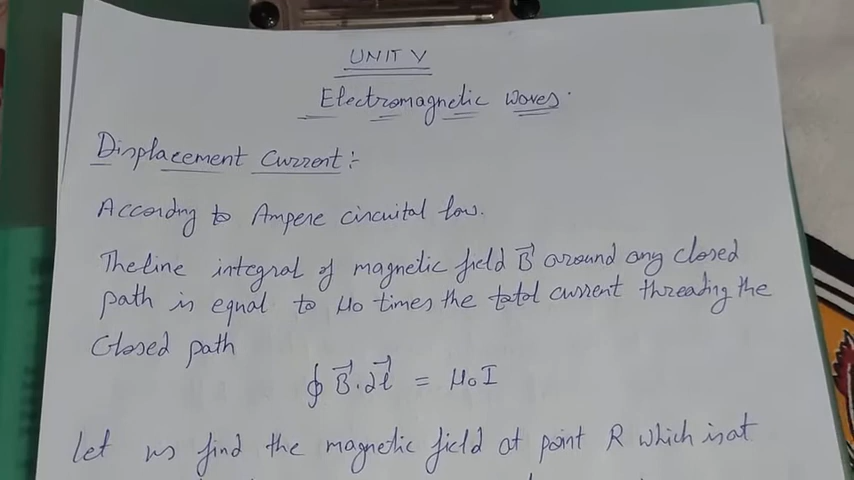 UNIT V
Electromagnetic Waves.
Displacement Current :-
According to Ampere circuital law.
The line integral of magnetic field B⃗ around any closed
path is equal to μ0 times the total current threading the
Closed path
∮ B⃗.dl⃗ = μ0 I
Let us find the magnetic field at point R which is at